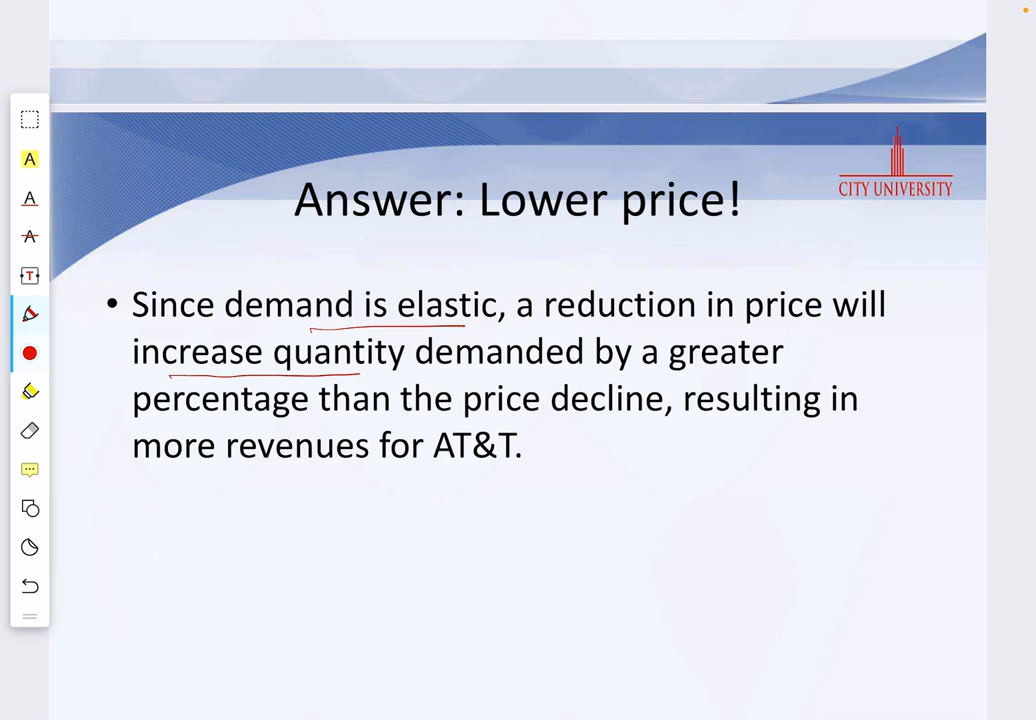 CITY UNIVERSITY
Answer: Lower price!
• Since demand is elastic, a reduction in price will
increase quantity demanded by a greater
percentage than the price decline, resulting in
more revenues for AT&T.
A
A
A
T